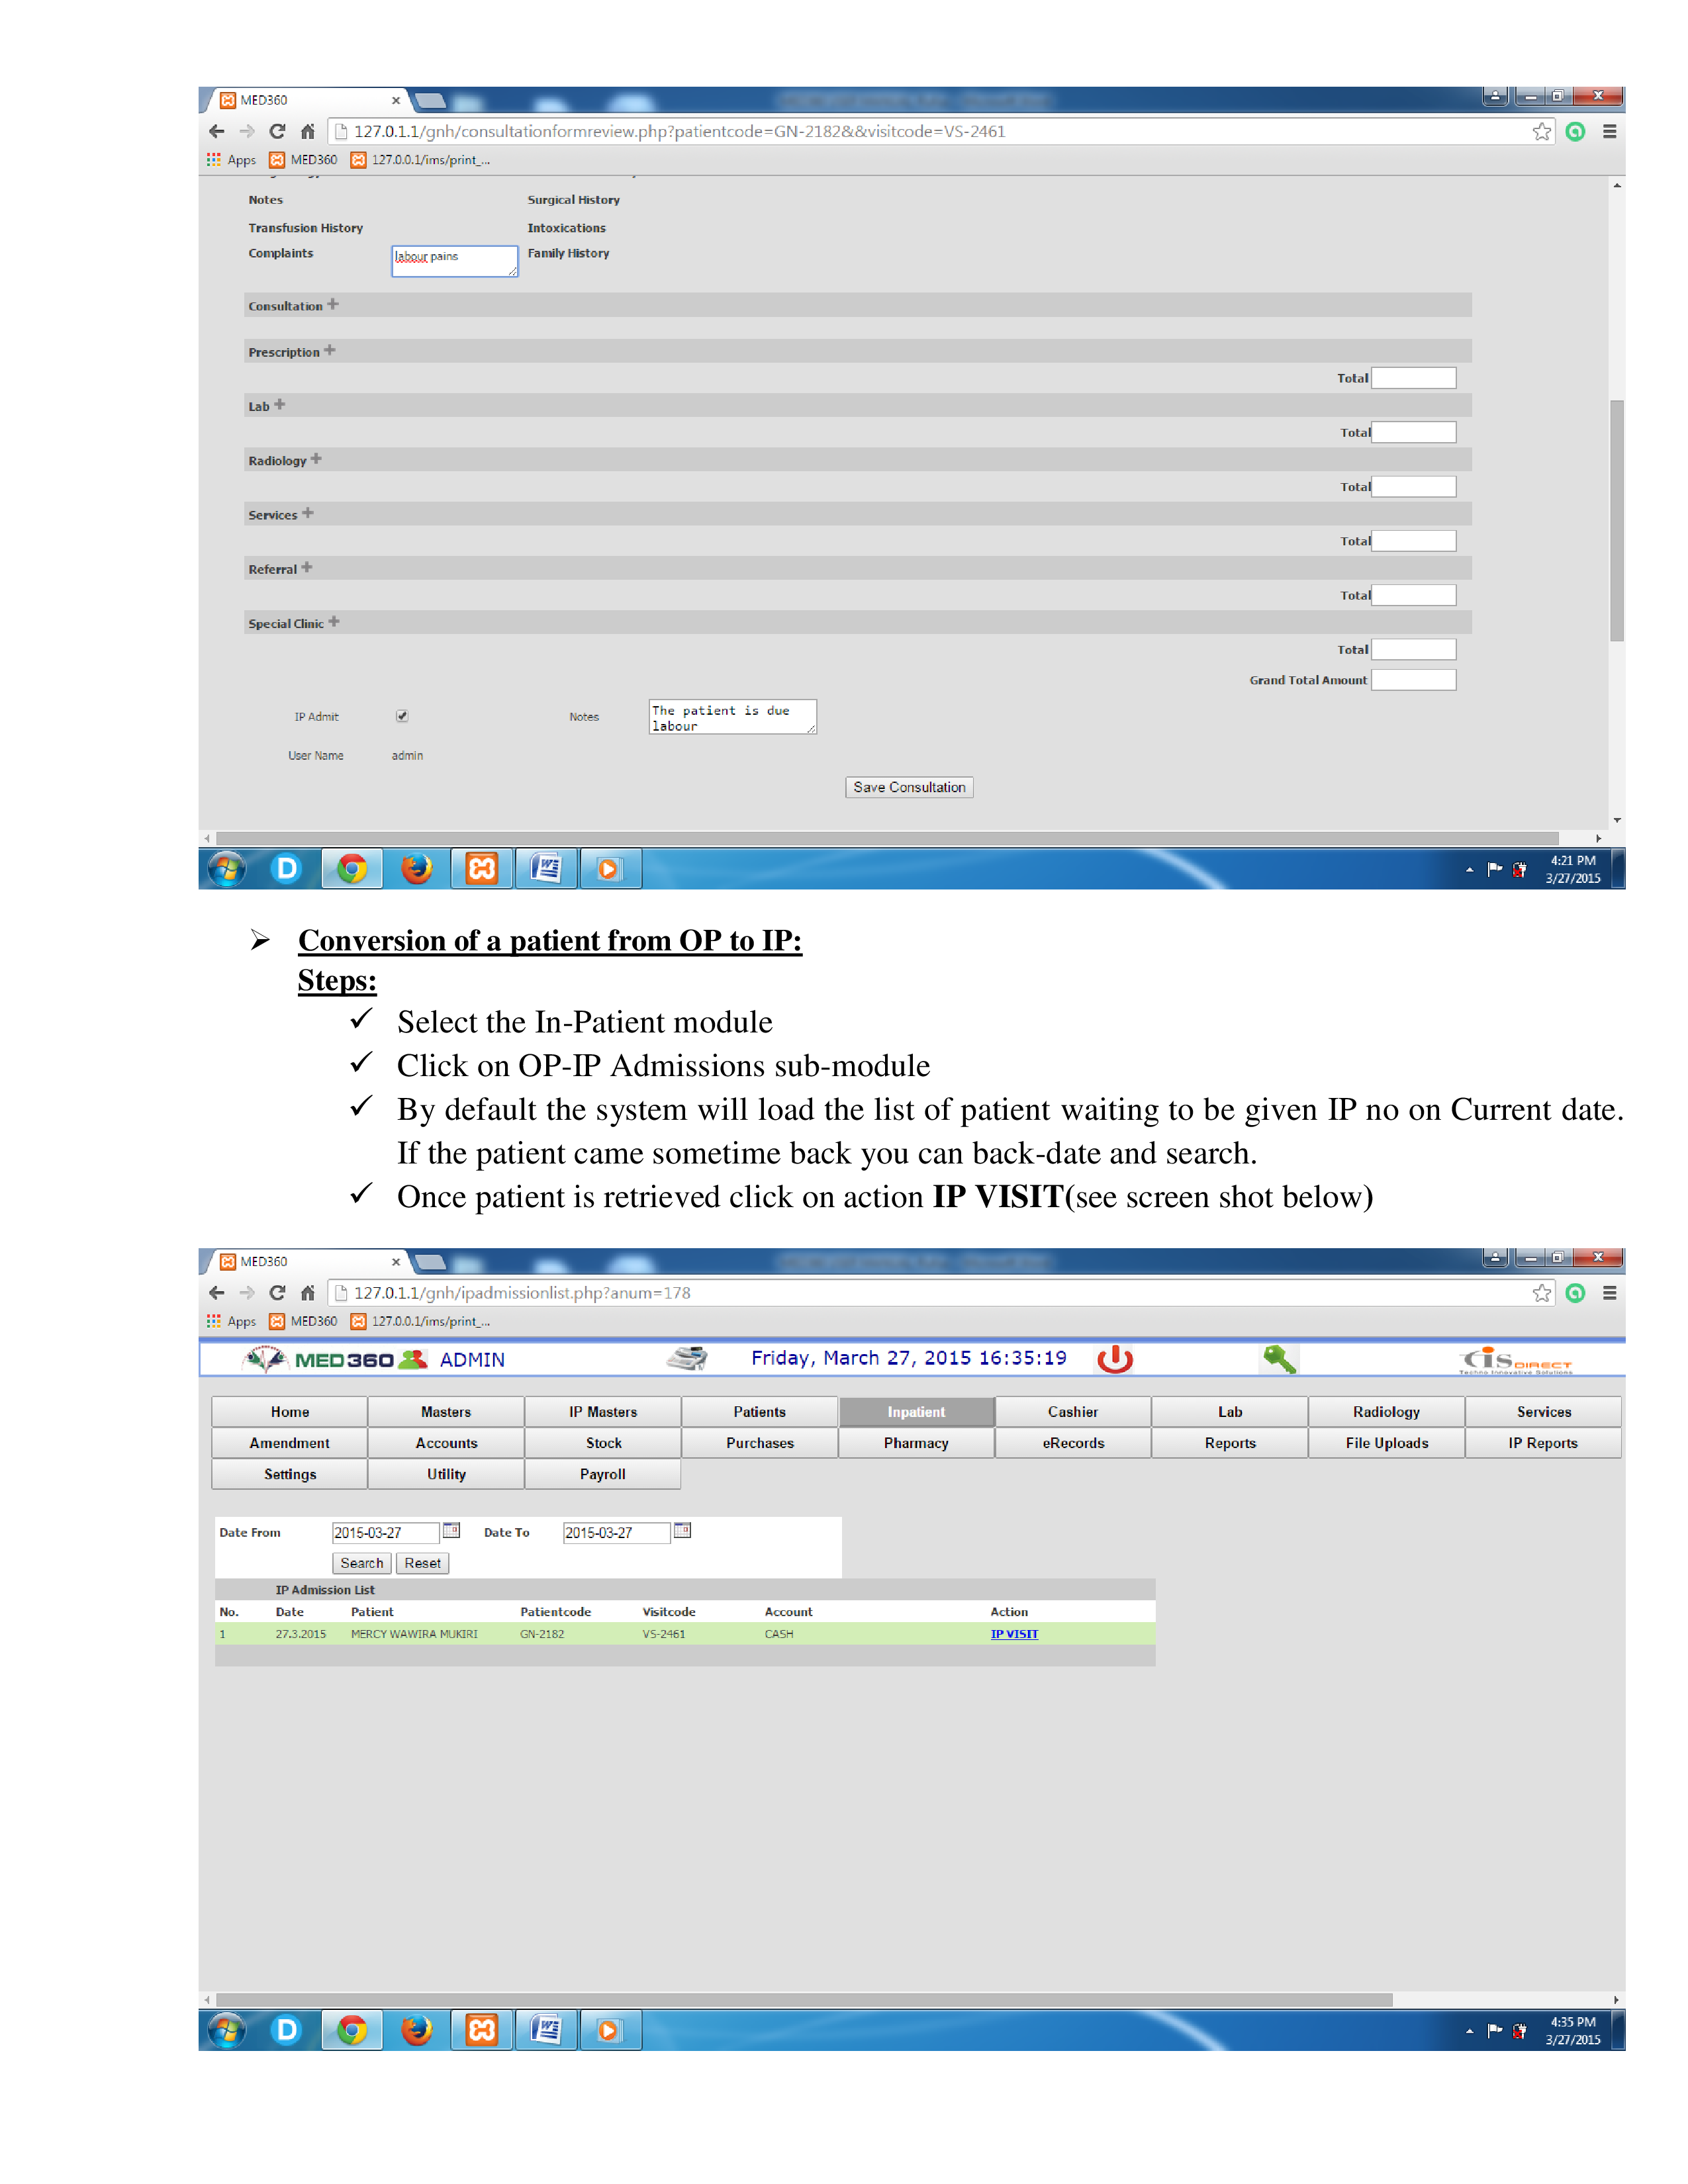 MED360
127.0.1.1/gnh/consultationformreview.php?patientcode=GN-2182&&visitcode=VS-2461
Apps MED360 127.0.0.1/ims/print_...
Notes Surgical History
Transfusion History Intoxications
Complaints labour pains Family History
Consultation
Prescription
Total
Lab
Total
Radiology
Total
Services
Total
Referral
Total
Special Clinic
Total
Grand Total Amount
IP Admit Notes The patient is due
labour
User Name admin
Save Consultation
4:21 PM
3/27/2015
➢ Conversion of a patient from OP to IP:
Steps:
✓ Select the In-Patient module
✓ Click on OP-IP Admissions sub-module
✓ By default the system will load the list of patient waiting to be given IP no on Current date.
If the patient came sometime back you can back-date and search.
✓ Once patient is retrieved click on action IP VISIT(see screen shot below)
MED360
127.0.1.1/gnh/ipadmissionlist.php?anum=178
Apps MED360 127.0.0.1/ims/print_...
MED360 ADMIN Friday, March 27, 2015 16:35:19 CIS DIRECT
Techno Innovative Solutions
Home Masters IP Masters Patients Inpatient Cashier Lab Radiology Services
Amendment Accounts Stock Purchases Pharmacy eRecords Reports File Uploads IP Reports
Settings Utility Payroll
Date From 2015-03-27 Date To 2015-03-27
Search Reset
IP Admission List
No. Date Patient Patientcode Visitcode Account Action
1 27.3.2015 MERCY WAWIRA MUKIRI GN-2182 VS-2461 CASH IP VISIT
4:35 PM
3/27/2015